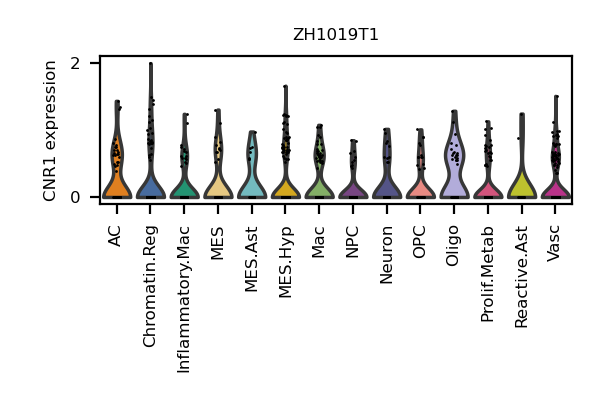 ZH1019T1
CNR1 expression
2
0
AC
Chromatin.Reg
Inflammatory.Mac
MES
MES.Ast
MES.Hyp
Mac
NPC
Neuron
OPC
Oligo
Prolif.Metab
Reactive.Ast
Vasc